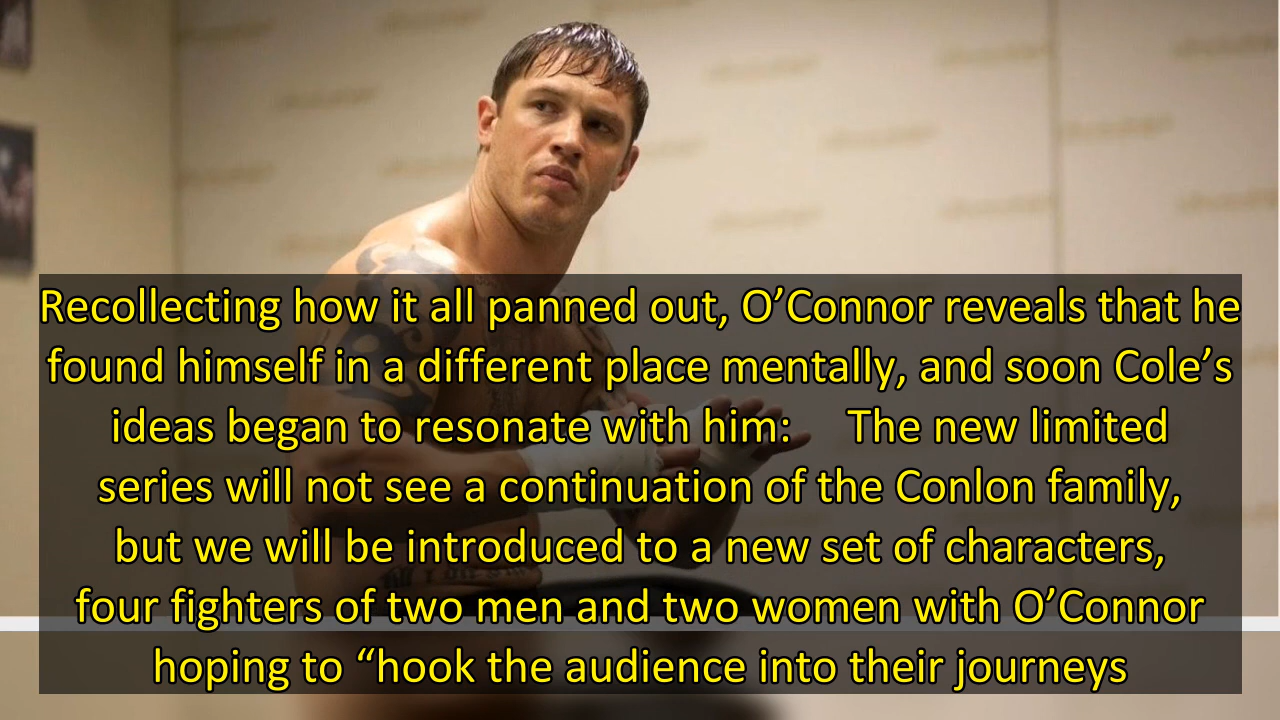 Recollecting how it all panned out, O’Connor reveals that he
found himself in a different place mentally, and soon Cole’s
ideas began to resonate with him:     The new limited
series will not see a continuation of the Conlon family,
but we will be introduced to a new set of characters,
four fighters of two men and two women with O’Connor
hoping to “hook the audience into their journeys